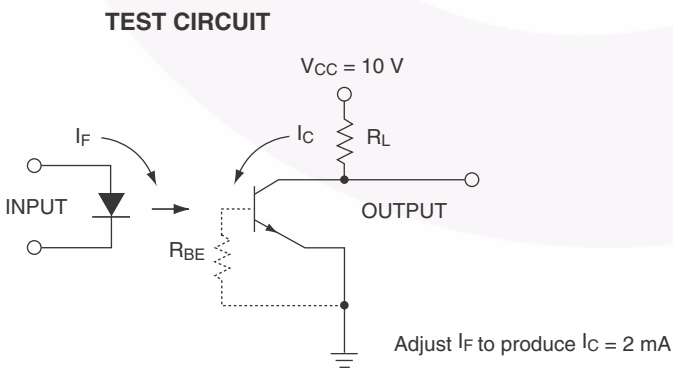 TEST CIRCUIT
VCC = 10 V
IF
IC
RL
INPUT
OUTPUT
RBE
Adjust IF to produce IC = 2 mA